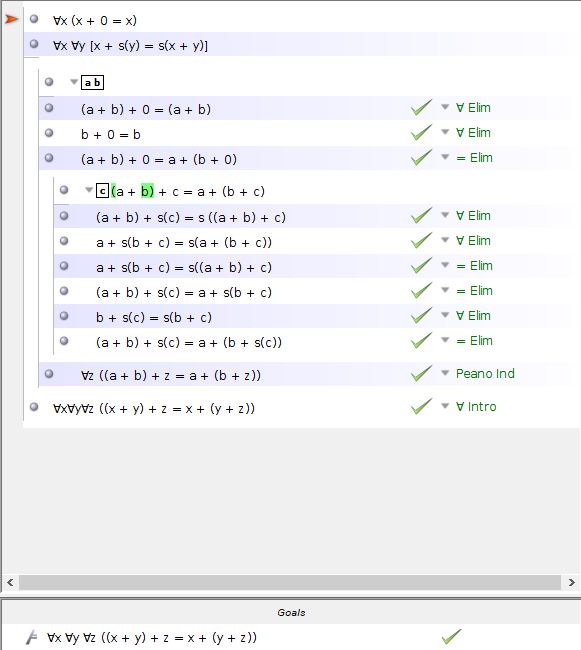 ∀x (x + 0 = x)
∀x ∀y [x + s(y) = s(x + y)]
a b
(a + b) + 0 = (a + b) ∀ Elim
b + 0 = b ∀ Elim
(a + b) + 0 = a + (b + 0) = Elim
c (a + b) + c = a + (b + c)
(a + b) + s(c) = s ((a + b) + c) ∀ Elim
a + s(b + c) = s(a + (b + c)) ∀ Elim
a + s(b + c) = s((a + b) + c) = Elim
(a + b) + s(c) = a + s(b + c) = Elim
b + s(c) = s(b + c) ∀ Elim
(a + b) + s(c) = a + (b + s(c)) = Elim
∀z ((a + b) + z = a + (b + z)) Peano Ind
∀x∀y∀z ((x + y) + z = x + (y + z)) ∀ Intro
Goals
∀x ∀y ∀z ((x + y) + z = x + (y + z))